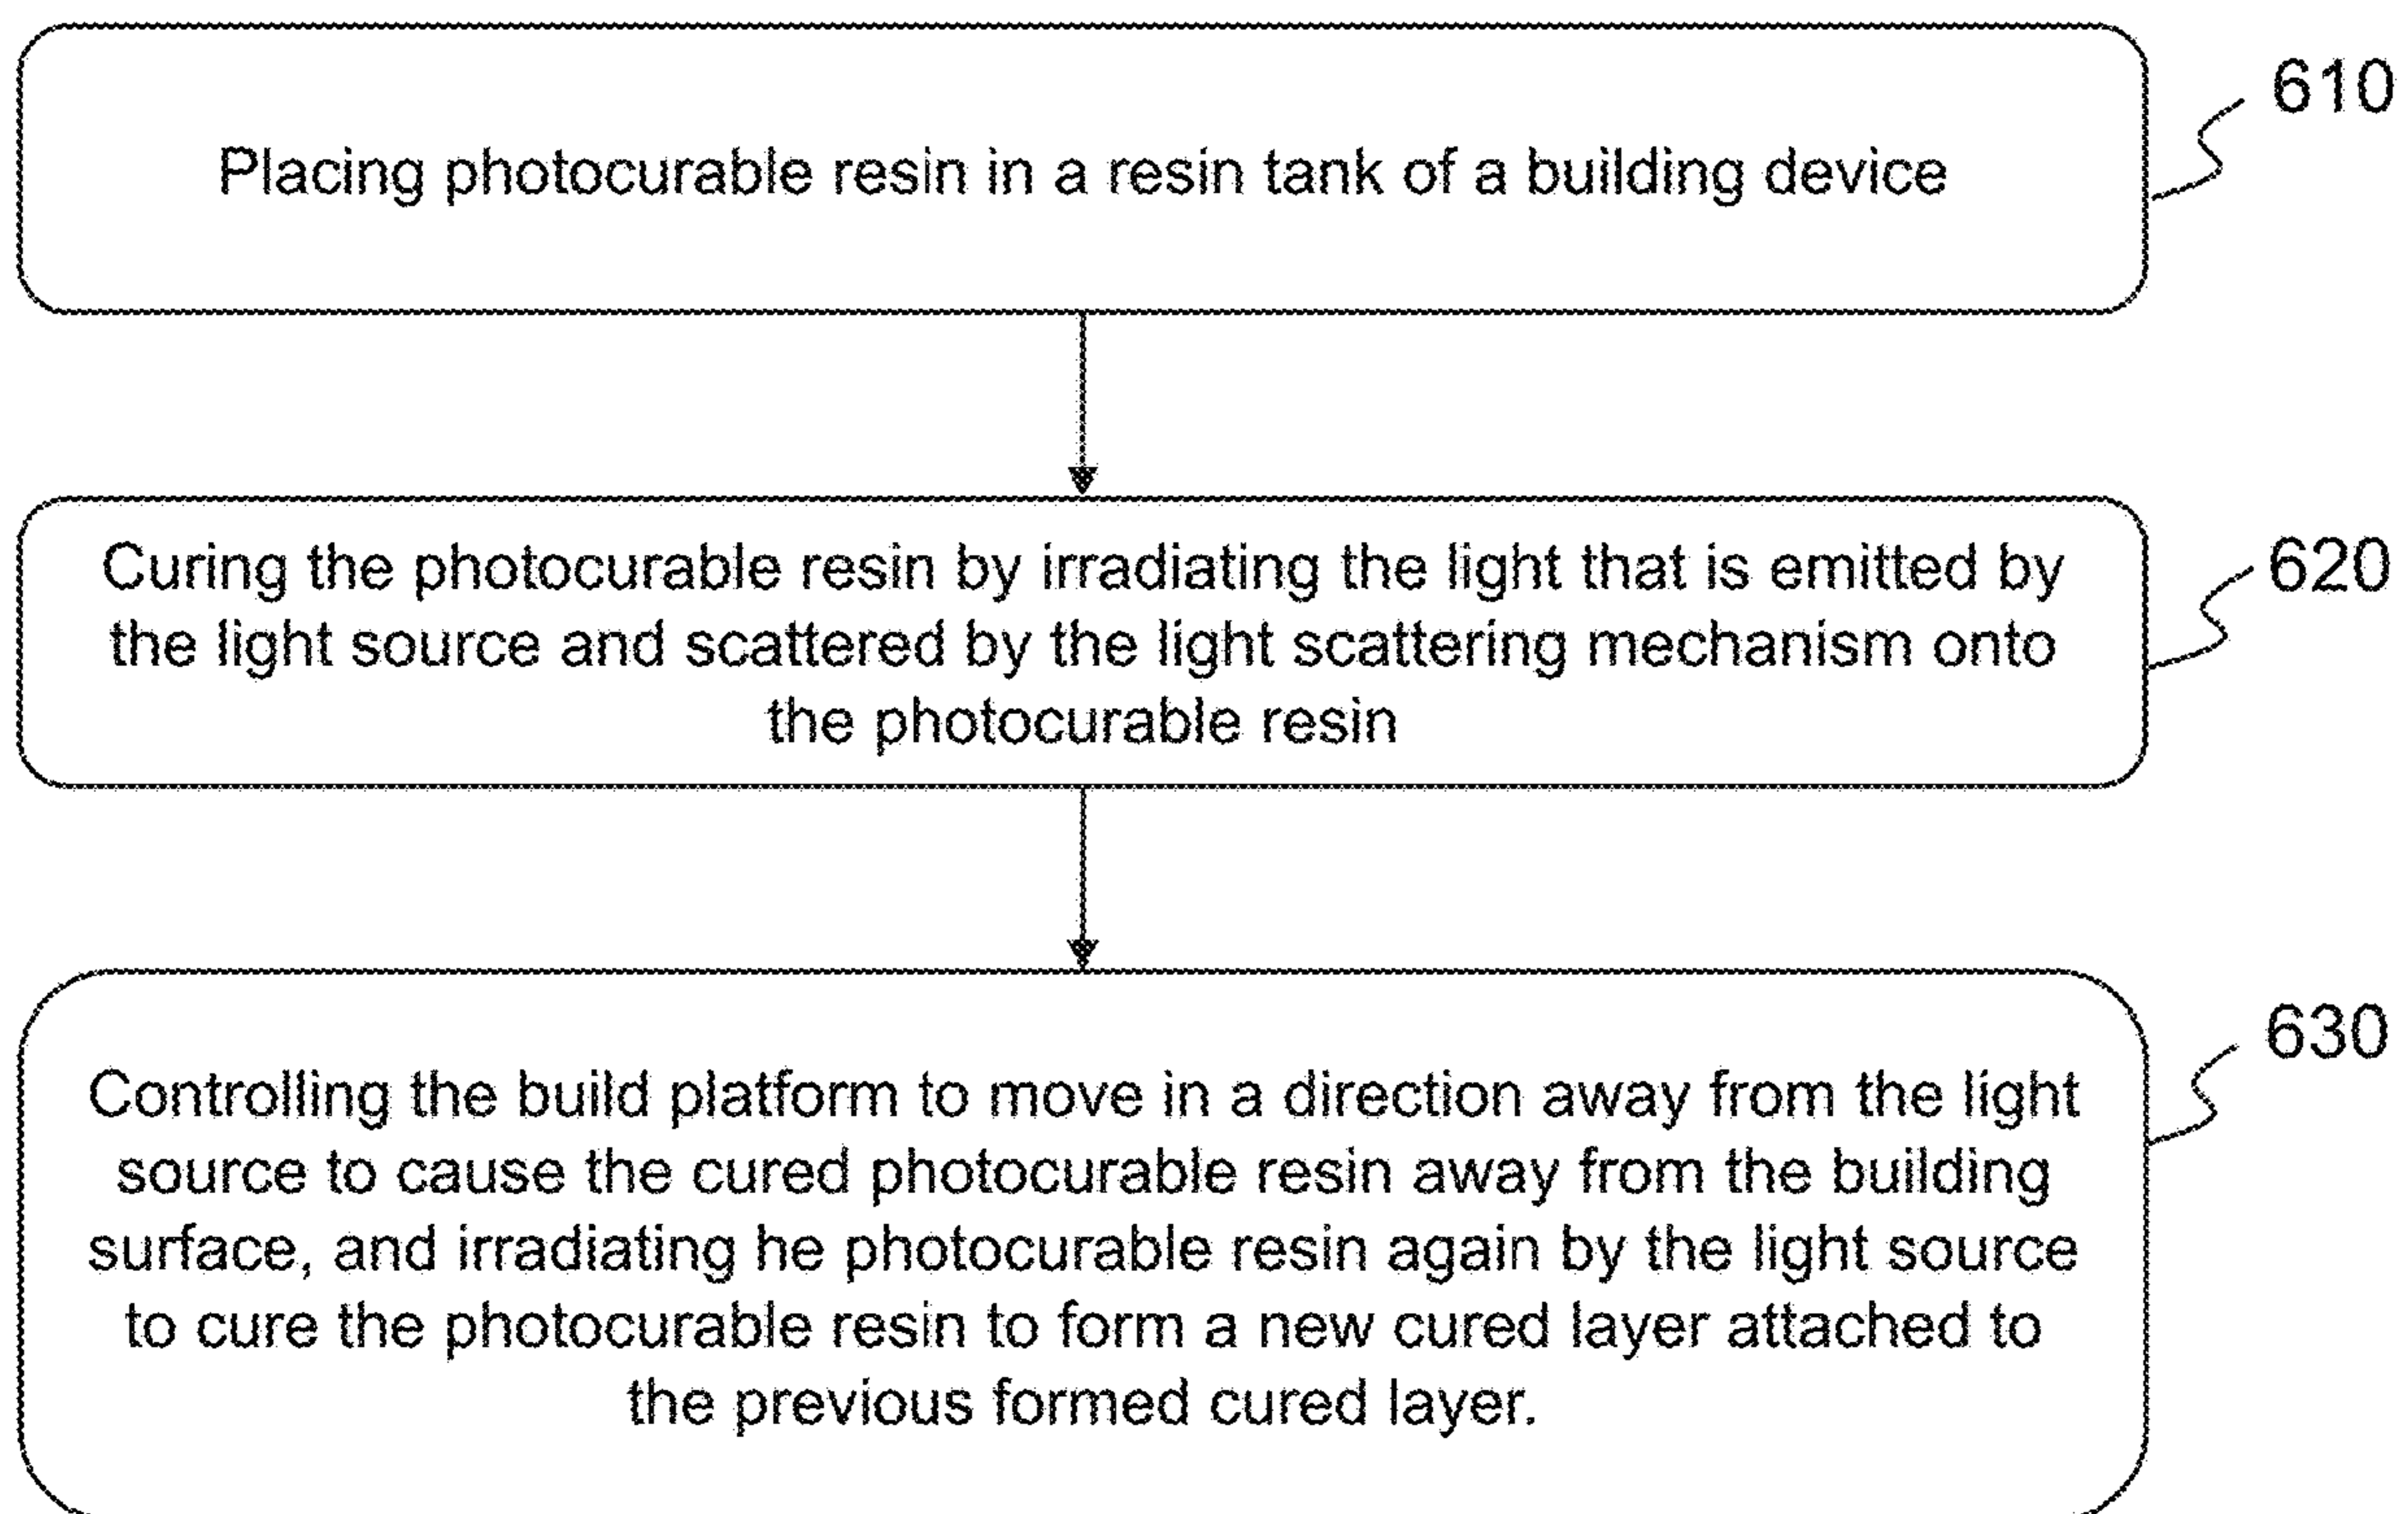 610
Placing photocurable resin in a resin tank of a building device
620
Curing the photocurable resin by irradiating the light that is emitted by
the light source and scattered by the light scattering mechanism onto
the photocurable resin
630
Controlling the build platform to move in a direction away from the light
source to cause the cured photocurable resin away from the building
surface, and irradiating he photocurable resin again by the light source
to cure the photocurable resin to form a new cured layer attached to
the previous formed cured layer.